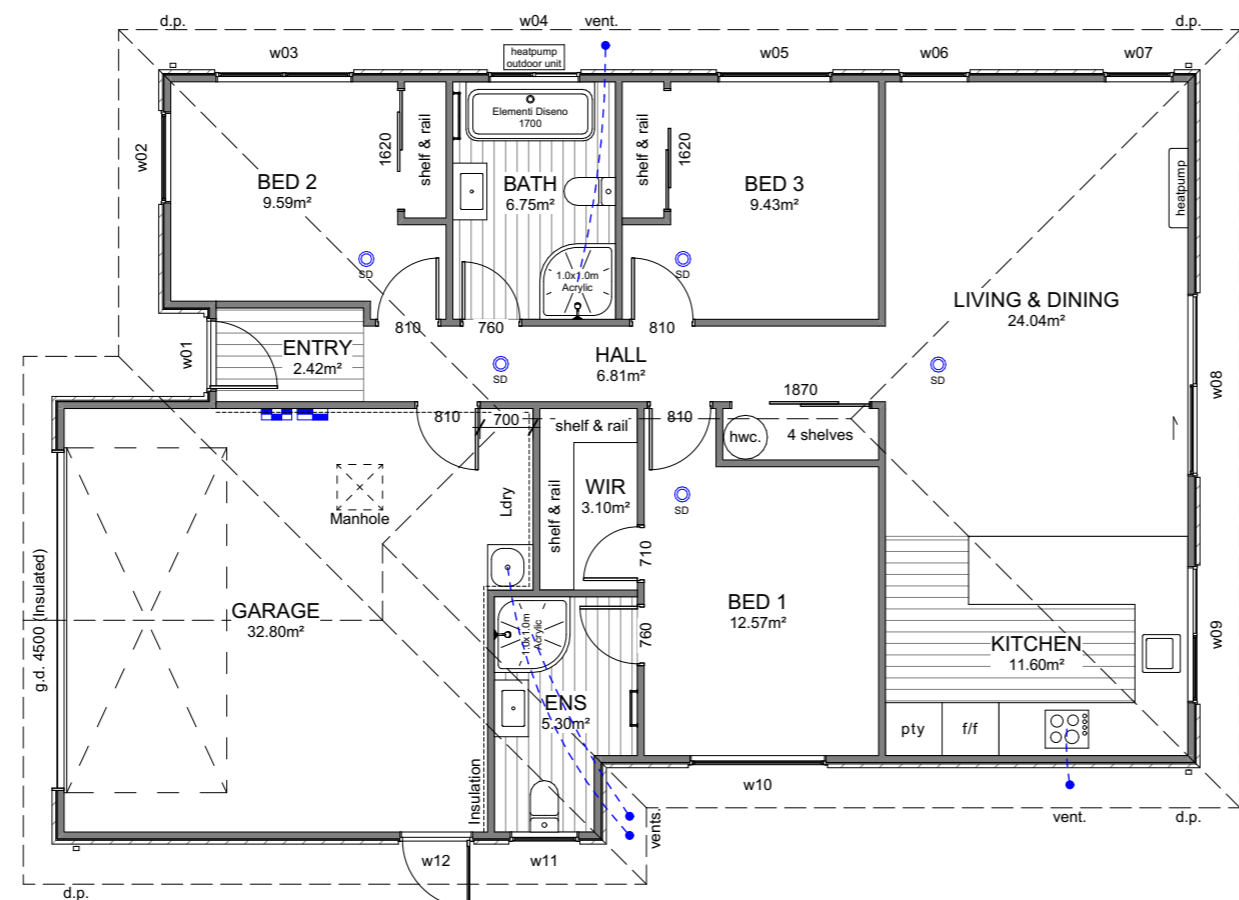 d.p.
w04
vent.
d.p.
w03
heatpump
outdoor unit
w05
w06
w07
Elementi Diseno
1700
w02
1620
shelf & rail
BED 2
9.59m²
BATH
6.75m²
shelf & rail
1620
BED 3
9.43m²
heatpump
SD
1.0x1.0m
Acrylic
SD
LIVING & DINING
24.04m²
810
760
810
w01
ENTRY
2.42m²
HALL
6.81m²
SD
SD
w08
1870
810
700
shelf & rail
810
hwc.
4 shelves
Manhole
Ldry
shelf & rail
WIR
3.10m²
SD
710
g.d. 4500 (Insulated)
GARAGE
32.80m²
1.0x1.0m
Acrylic
760
BED 1
12.57m²
KITCHEN
11.60m²
w09
ENS
5.30m²
pty
f/f
Insulation
w10
vent.
d.p.
vents
w12
w11
d.p.